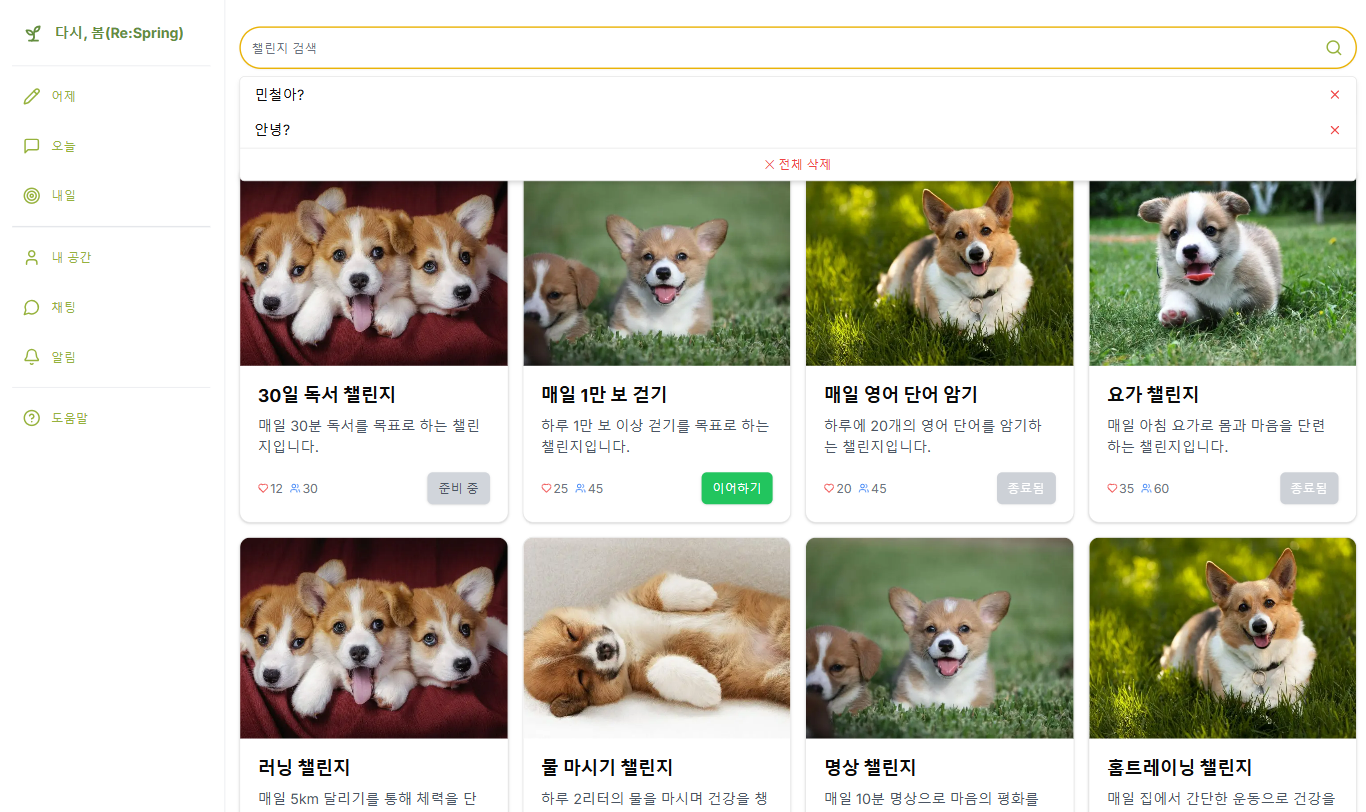 다시, 봄(Re:Spring)
어제
오늘
내일
내 공간
채팅
알림
도움말
챌린지 검색
민철아?
안녕?
전체 삭제
30일 독서 챌린지
매일 30분 독서를 목표로 하는 챌린
지입니다.
12 30 준비 중
매일 1만 보 걷기
하루 1만 보 이상 걷기를 목표로 하는
챌린지입니다.
25 45 이어하기
매일 영어 단어 암기
하루에 20개의 영어 단어를 암기하
는 챌린지입니다.
20 45 종료됨
요가 챌린지
매일 아침 요가로 몸과 마음을 단련
하는 챌린지입니다.
35 60 종료됨
러닝 챌린지
매일 5km 달리기를 통해 체력을 단
물 마시기 챌린지
하루 2리터의 물을 마시며 건강을 챙
명상 챌린지
매일 10분 명상으로 마음의 평화를
홈트레이닝 챌린지
매일 집에서 간단한 운동으로 건강을